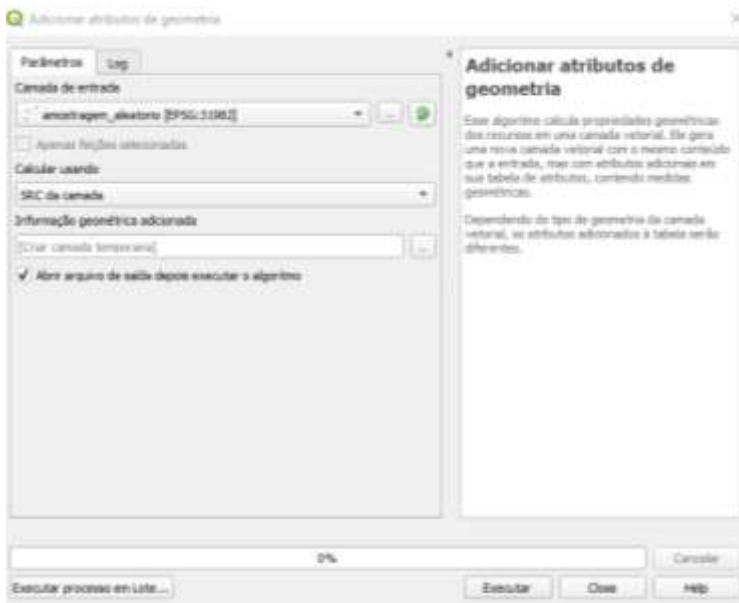 Adicionar atributos de geometria
Parâmetros
Log
Camada de entrada
amostragem_aleatorio [EPSG:31982]
...
Apenas feições selecionadas
Calcular usando
SRC da camada
Informação geométrica adicionada
[Criar camada temporária]
...
Abrir arquivo de saída depois executar o algoritmo
Adicionar atributos de
geometria
Esse algoritmo calcula propriedades geométricas
dos recursos em uma camada vetorial. Ele gera
uma nova camada vetorial com o mesmo conteúdo
que a entrada, mas com atributos adicionais em
sua tabela de atributos, contendo medidas
geométricas.
Dependendo do tipo de geometria da camada
vetorial, os atributos adicionados à tabela serão
diferentes.
0%
Cancelar
Executar processo em Lote...
Executar
Close
Help